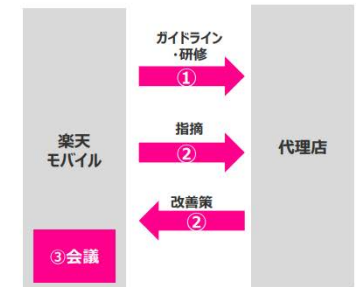 ガイドライン
・研修
①
指摘
②
楽天
モバイル
代理店
改善策
②
③会議